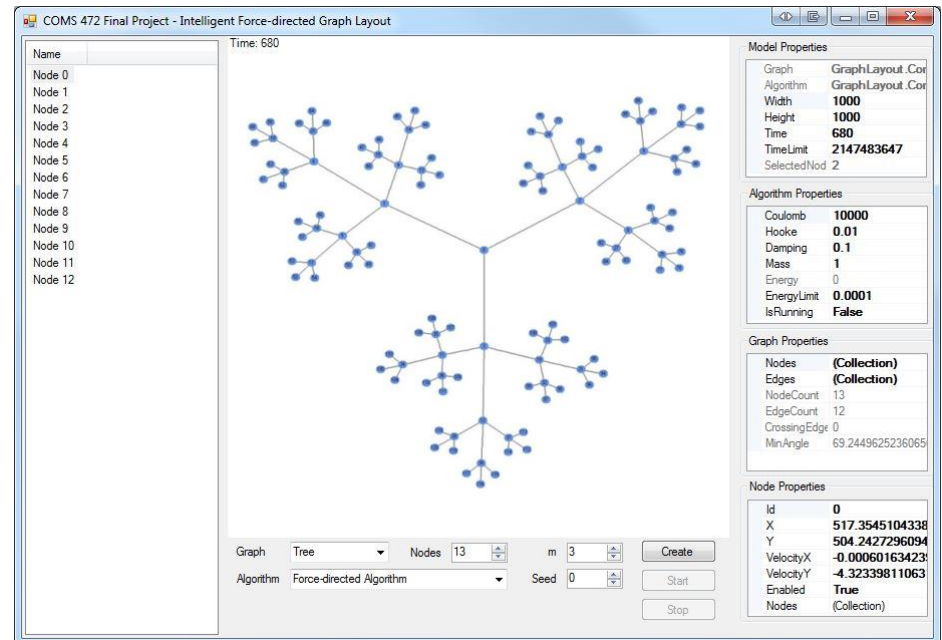 COMS 472 Final Project - Intelligent Force-directed Graph Layout
Name
Node 0
Node 1
Node 2
Node 3
Node 4
Node 5
Node 6
Node 7
Node 8
Node 9
Node 10
Node 11
Node 12
Time: 680
Graph Tree Nodes 13 m 3 Create
Algorithm Force-directed Algorithm Seed 0 Start
Stop
Model Properties
Graph GraphLayout.Cor
Algorithm GraphLayout.Cor
Width 1000
Height 1000
Time 680
TimeLimit 2147483647
SelectedNod 2
Algorithm Properties
Coulomb 10000
Hooke 0.01
Damping 0.1
Mass 1
Energy 0
EnergyLimit 0.0001
IsRunning False
Graph Properties
Nodes (Collection)
Edges (Collection)
NodeCount 13
EdgeCount 12
CrossingEdge 0
MinAngle 69.2449625236065
Node Properties
Id 0
X 517.3545104338
Y 504.2427296094
VelocityX -0.00060163423
VelocityY -4.32339811063
Enabled True
Nodes (Collection)